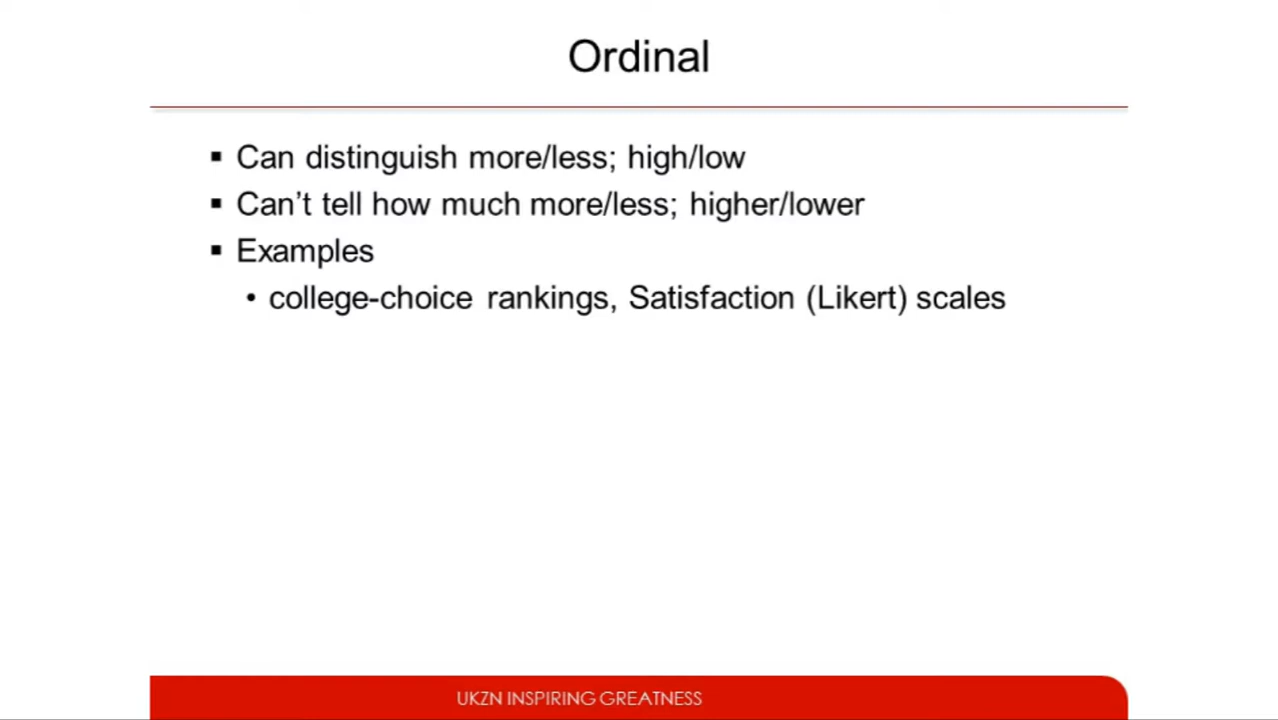 Ordinal
▪ Can distinguish more/less; high/low
▪ Can’t tell how much more/less; higher/lower
▪ Examples
• college-choice rankings, Satisfaction (Likert) scales
UKZN INSPIRING GREATNESS